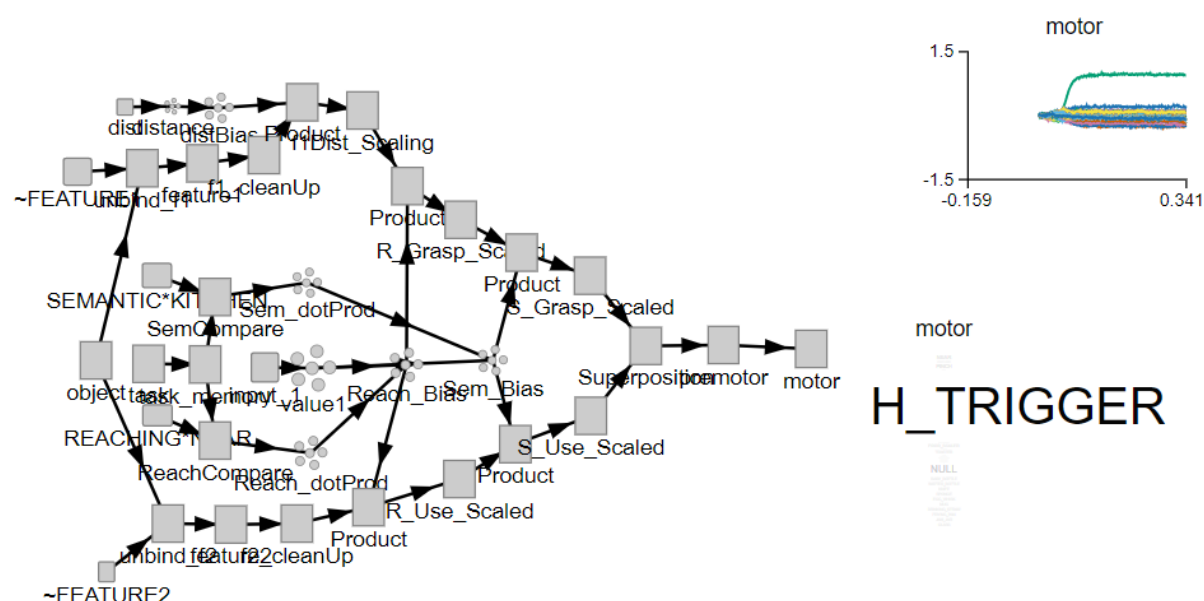 motor
1.5
-1.5
-0.159
0.341
dist
distance
distBias
Product
f1Dist_Scaling
~FEATURE1
unbind_f1
feature1
f1_cleanUp
Product
R_Grasp_Scaled
Product
S_Grasp_Scaled
SEMANTIC*KITCHEN
Sem_dotProd
SemCompare
motor
object
task
task_memory
input_1
value1
Reach_Bias
Sem_Bias
Superposition
premotor
motor
H_TRIGGER
REACHING*
ReachCompare
Reach_dotProd
S_Use_Scaled
Product
NULL
R_Use_Scaled
Product
unbind_f2
feature2
f2_cleanUp
~FEATURE2